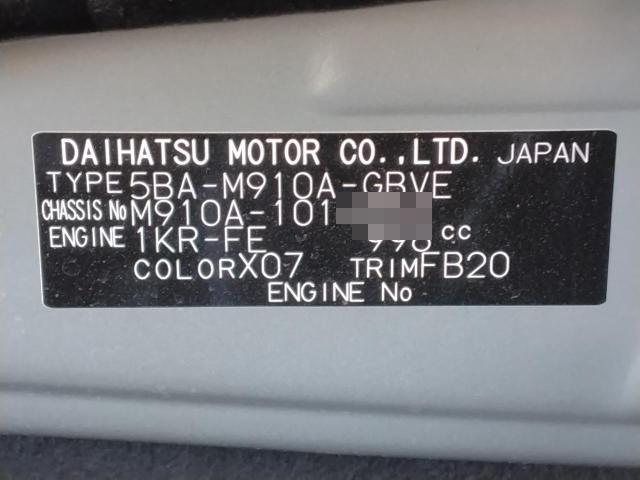 DAIHATSU MOTOR CO.,LTD. JAPAN
TYPE 5BA-M910A-GBVE
CHASSIS No M910A-101
ENGINE 1KR-FE 996 cc
COLOR X07 TRIM FB20
ENGINE No